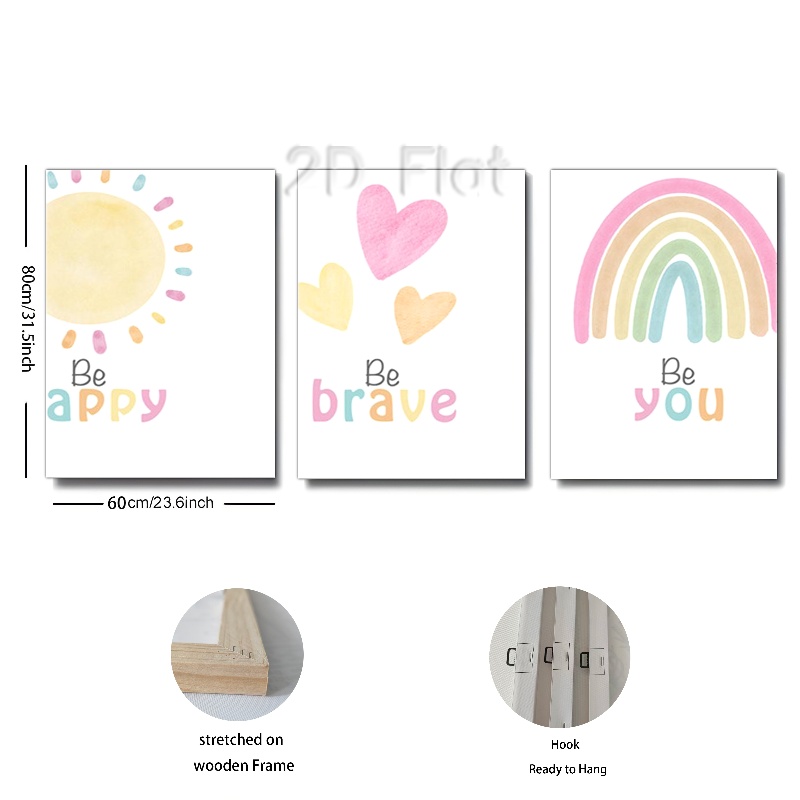 2D Flat
80cm/31.5inch
Be
appy
Be
brave
Be
you
60cm/23.6inch
stretched on
wooden Frame
Hook
Ready to Hang